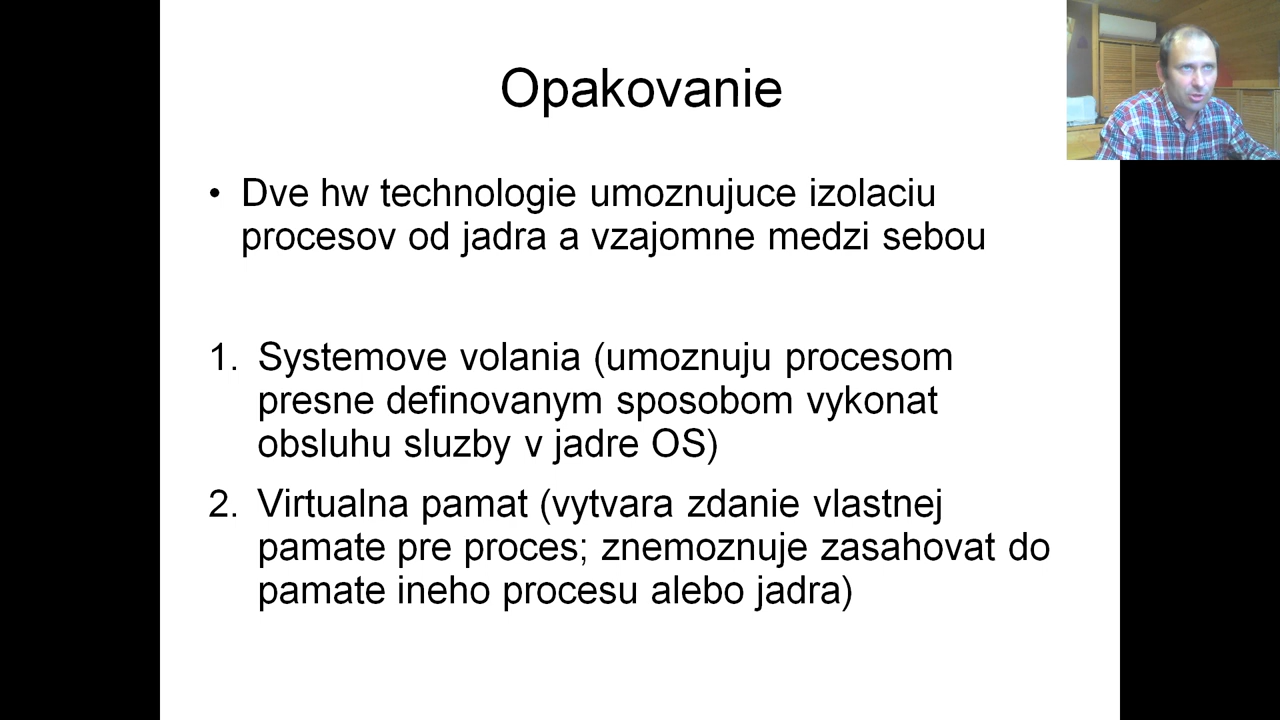 Opakovanie
• Dve hw technologie umoznujuce izolaciu
procesov od jadra a vzajomne medzi sebou
1. Systemove volania (umoznuju procesom
presne definovanym sposobom vykonat
obsluhu sluzby v jadre OS)
2. Virtualna pamat (vytvara zdanie vlastnej
pamate pre proces; znemoznuje zasahovat do
pamate ineho procesu alebo jadra)